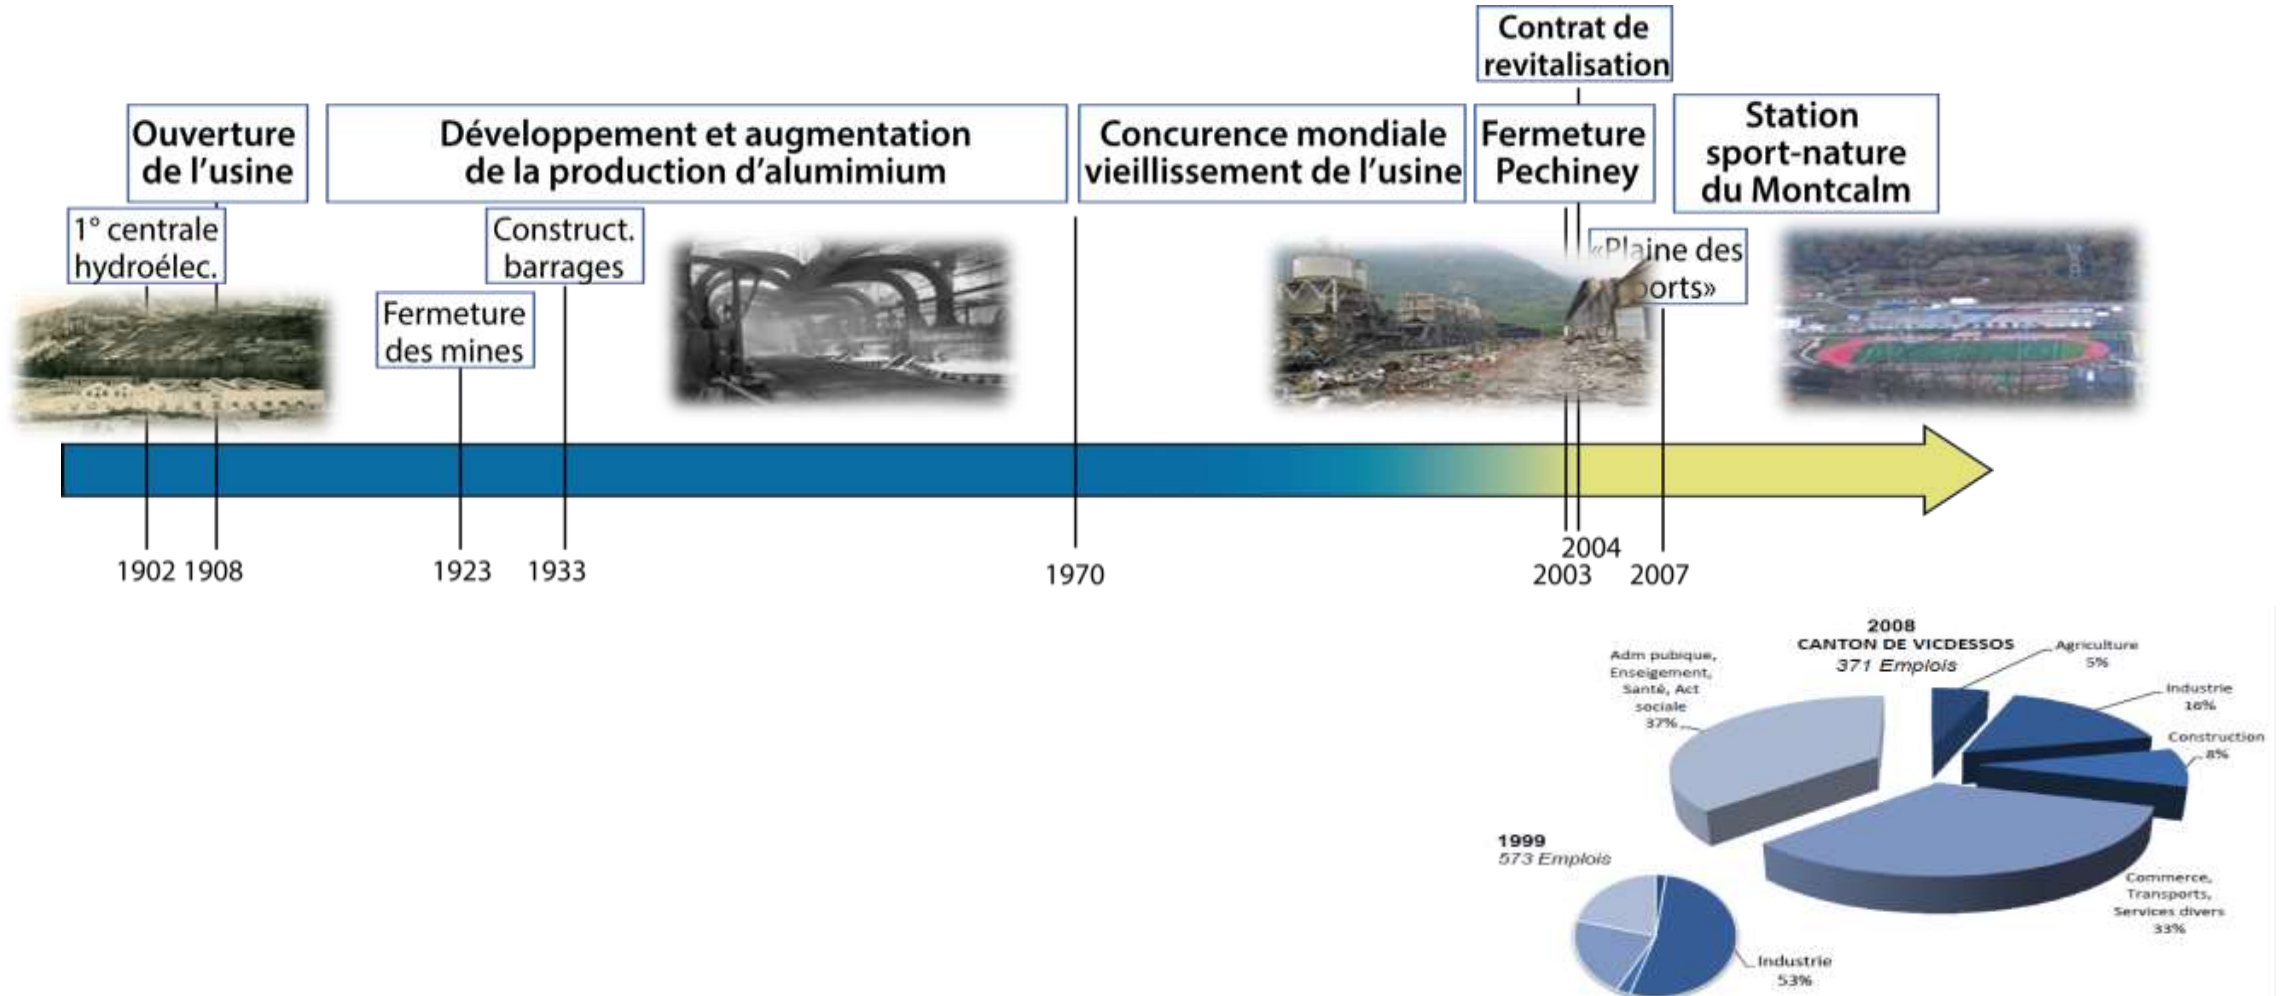 Contrat de
revitalisation
Ouverture
de l’usine
Développement et augmentation
de la production d’alumimium
Concurence mondiale
vieillissement de l’usine
Fermeture
Pechiney
Station
sport-nature
du Montcalm
1° centrale
hydroélec.
Construct.
barrages
Fermeture
des mines
«Plaine des
ports»
1902
1908
1923
1933
1970
2003
2004
2007
2008
CANTON DE VICDESSOS
371 Emplois
Agriculture
5%
Industrie
16%
Construction
8%
Commerce,
Transports,
Services divers
33%
Adm pubique,
Enseigement,
Santé, Act
sociale
37%
1999
573 Emplois
Industrie
53%